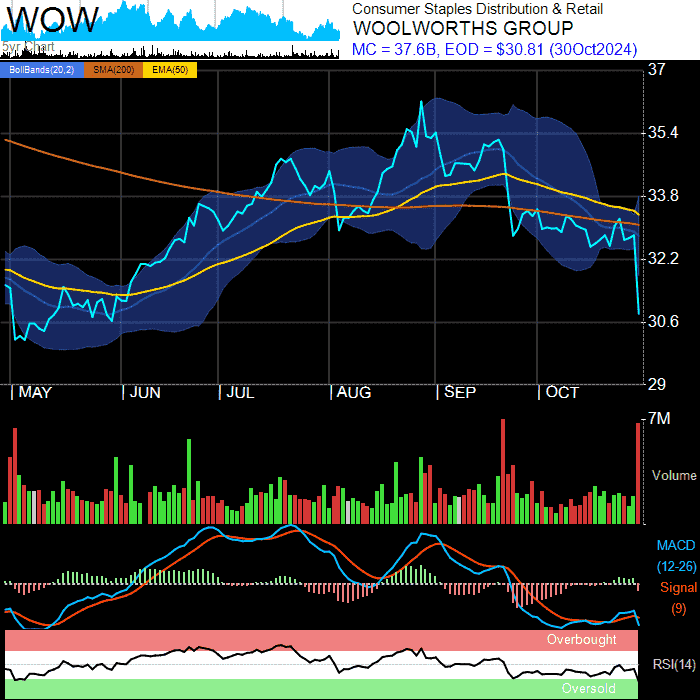 WOW
5yr Chart
Consumer Staples Distribution & Retail
WOOLWORTHS GROUP
MC = 37.6B, EOD = $30.81 (30Oct2024)
BollBands(20,2) SMA(200) EMA(50)
37
35.4
33.8
32.2
30.6
29
MAY JUN JUL AUG SEP OCT
7M
Volume
MACD
(12-26)
Signal
(9)
Overbought
RSI(14)
Oversold